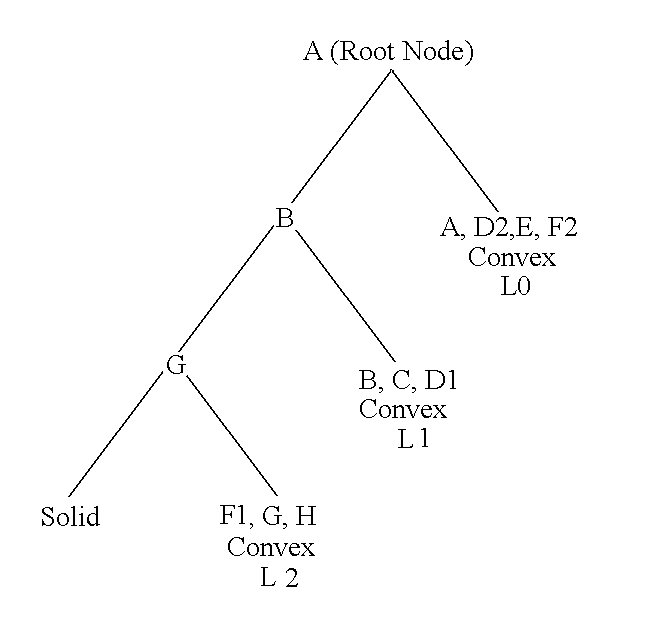 A (Root Node)
B
A, D2,E, F2
Convex
L0
G
B, C, D1
Convex
L 1
Solid
F1, G, H
Convex
L 2